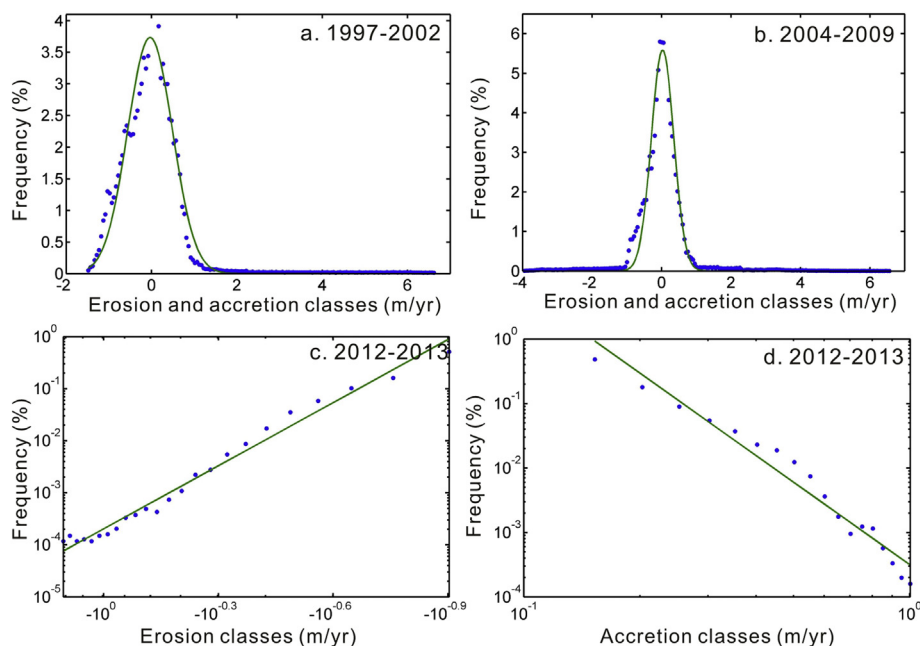 a. 1997-2002
4
3.5
3
2.5
2
1.5
1
0.5
0
-2 0 2 4 6
Frequency (%)
Erosion and accretion classes (m/yr)
b. 2004-2009
6
5
4
3
2
1
0
-4 -2 0 2 4 6
Frequency (%)
Erosion and accretion classes (m/yr)
c. 2012-2013
10^0
10^-1
10^-2
10^-3
10^-4
10^-5
-10^0 -10^-0.3 -10^-0.6 -10^-0.9
Frequency (%)
Erosion classes (m/yr)
d. 2012-2013
10^0
10^-1
10^-2
10^-3
10^-4
10^-1 10^0
Frequency (%)
Accretion classes (m/yr)